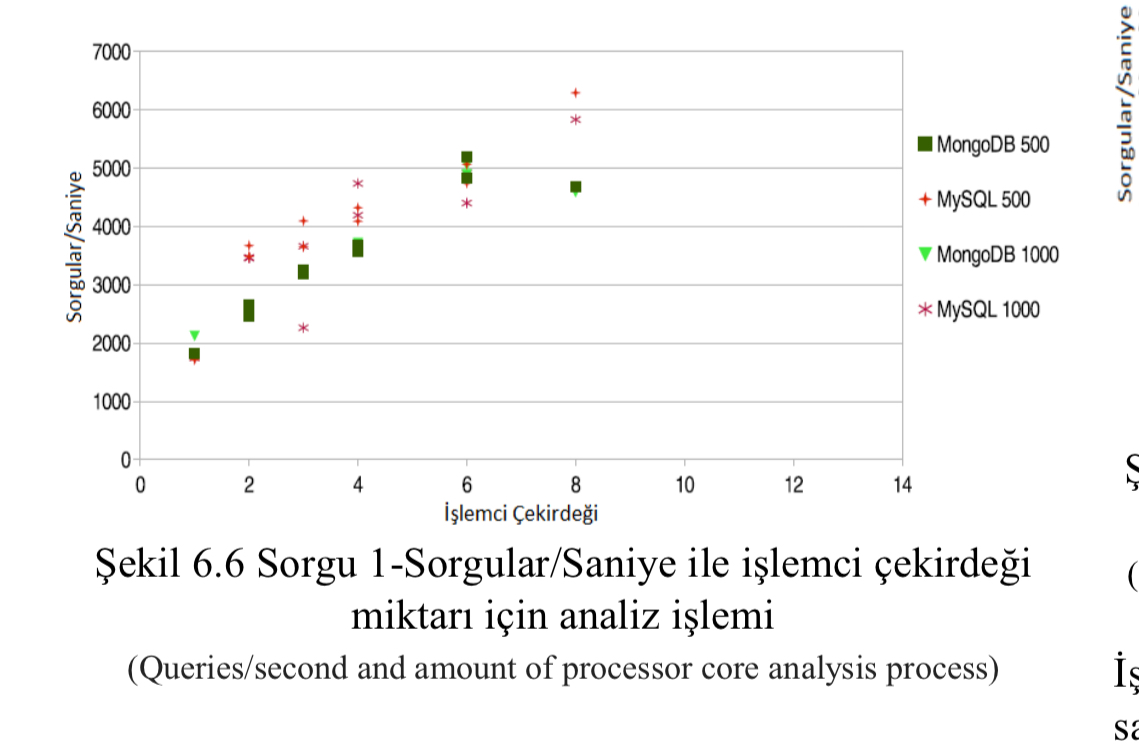 7000
6000
5000
4000
3000
2000
1000
0
Sorgular/Saniye
0 2 4 6 8 10 12 14
İşlemci Çekirdeği
MongoDB 500
MySQL 500
MongoDB 1000
MySQL 1000
Şekil 6.6 Sorgu 1-Sorgular/Saniye ile işlemci çekirdeği
miktarı için analiz işlemi
(Queries/second and amount of processor core analysis process)
Sorgular/Saniye
Ş
(
İş
sa